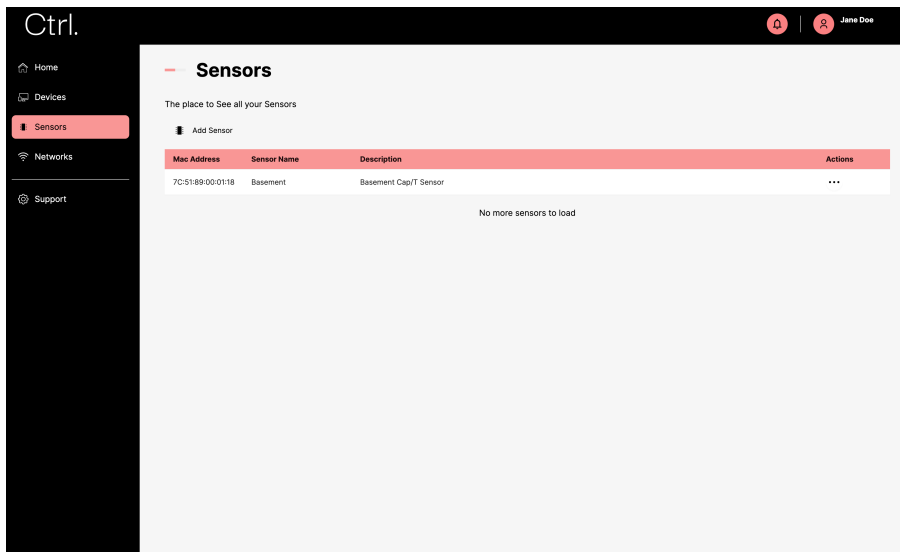 Ctrl.
Jane Doe
Home
Devices
Sensors
Networks
Support
Sensors
The place to See all your Sensors
Add Sensor
Mac Address Sensor Name Description Actions
7C:51:89:00:01:18 Basement Basement Cap/T Sensor ...
No more sensors to load